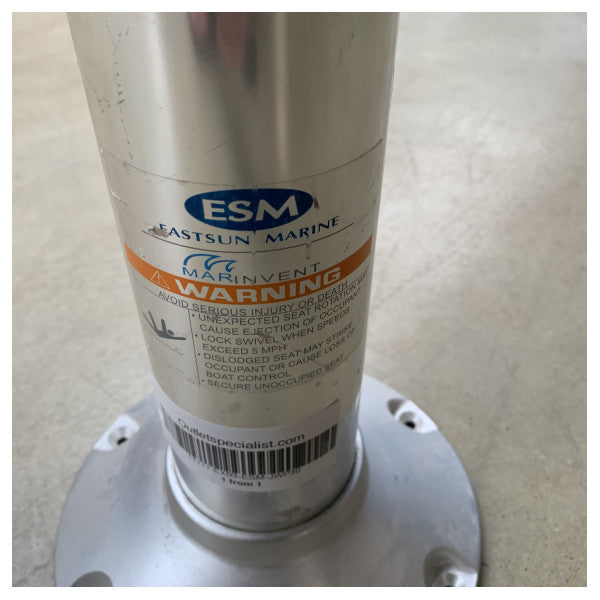 ESM
EASTSUN MARINE
MARINVENT
WARNING
AVOID SERIOUS INJURY OR DEATH
• UNEXPECTED SEAT ROTATION
CAUSE EJECTION OF OCCUPANT
• LOCK SWIVEL WHEN SPEEDS
EXCEED 5 MPH
• DISLODGED SEAT MAY STRIKE
OCCUPANT OR CAUSE LOSS OF
BOAT CONTROL
• SECURE UNOCCUPIED SEAT
Outletspecialist.com
1 from 1